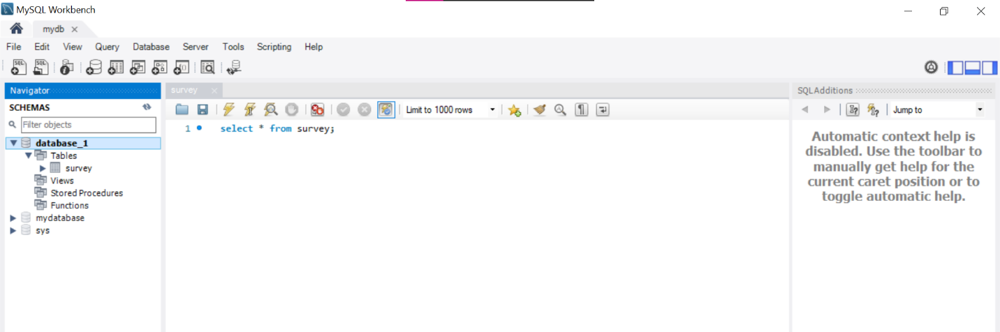 MySQL Workbench
mydb
File Edit View Query Database Server Tools Scripting Help
Navigator
SCHEMAS
Filter objects
database_1
Tables
survey
Views
Stored Procedures
Functions
mydatabase
sys
survey
Limit to 1000 rows
1 select * from survey;
SQLAdditions
Jump to
Automatic context help is
disabled. Use the toolbar to
manually get help for the
current caret position or to
toggle automatic help.